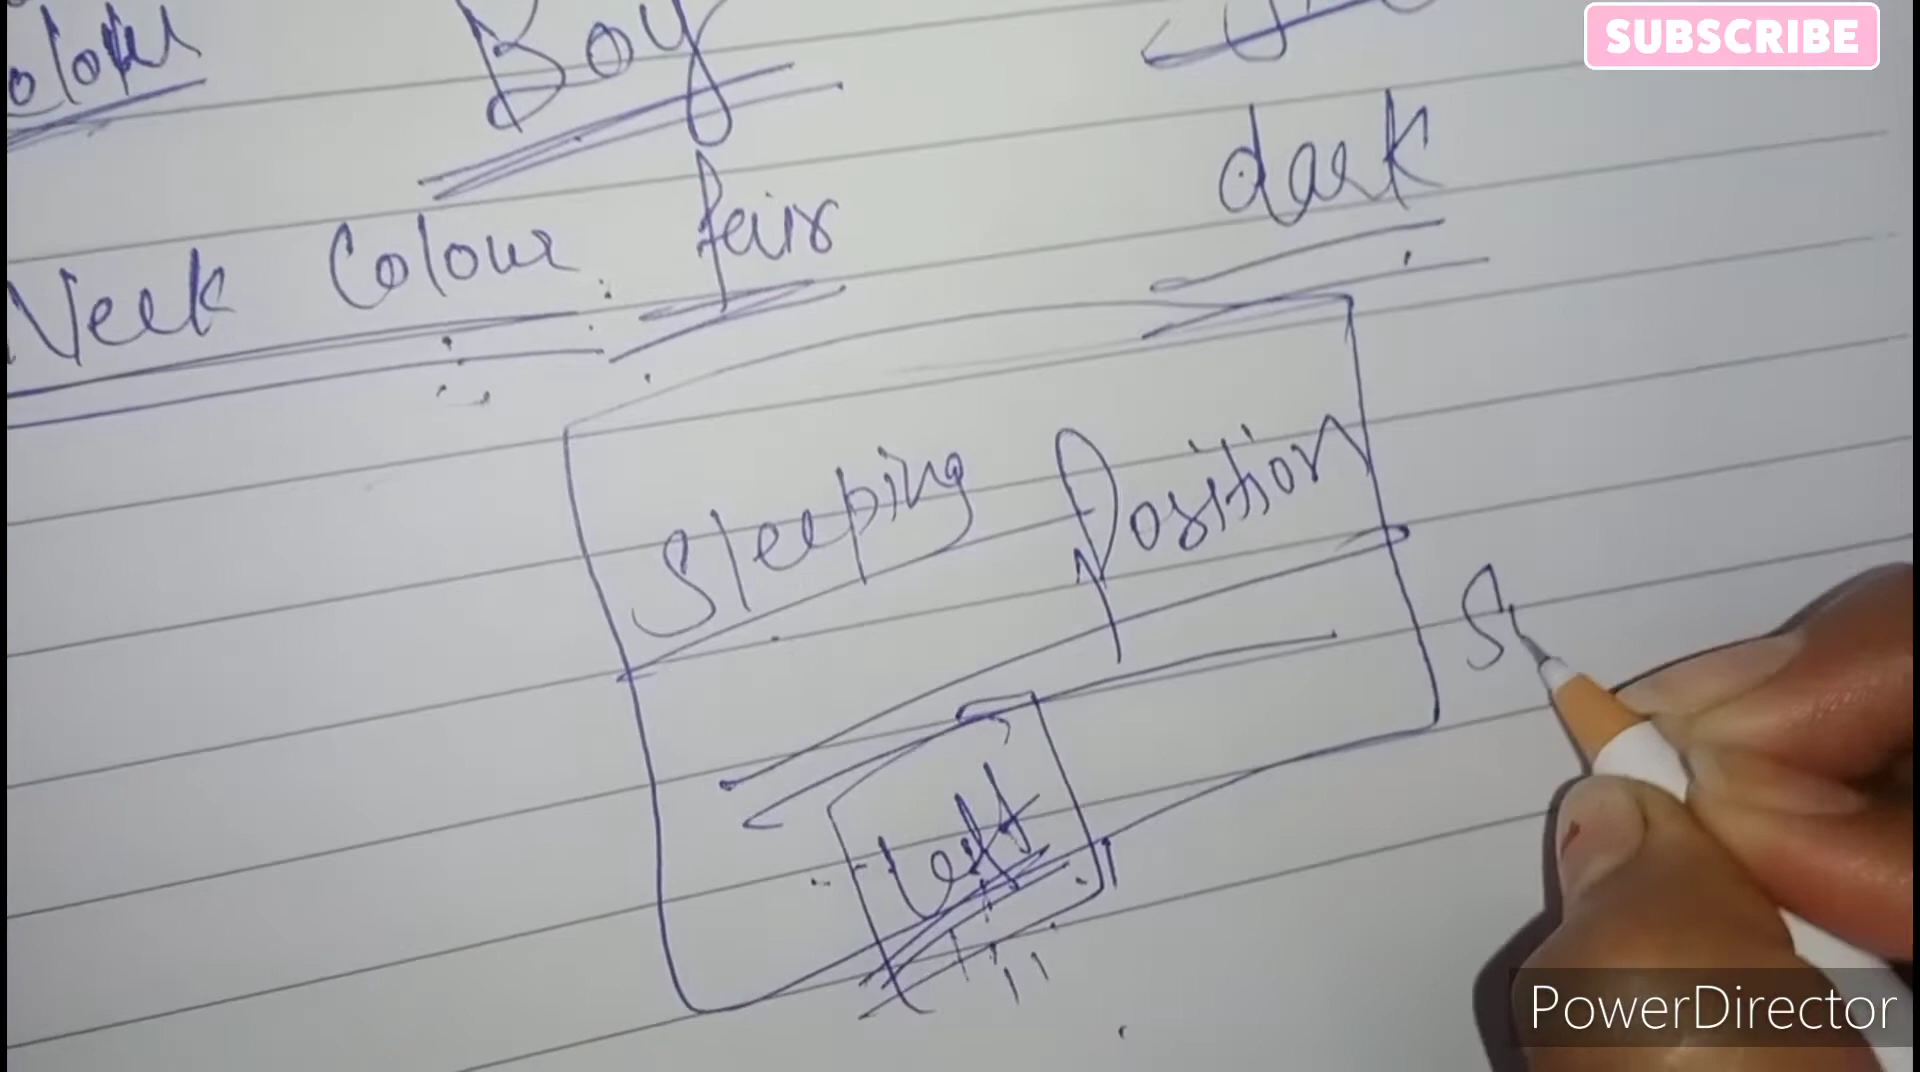 SUBSCRIBE
Boy
dark
Neck Colour fair
Sleeping Position
Left
PowerDirector